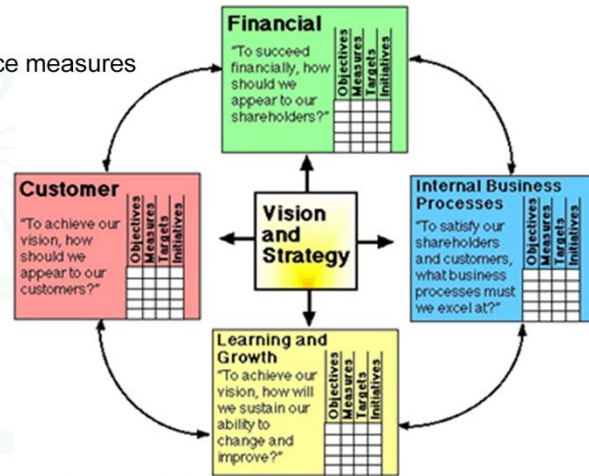 ce measures
Financial
"To succeed
financially, how
should we
appear to our
shareholders?"
Objectives
Measures
Targets
Initiatives
Customer
"To achieve our
vision, how
should we
appear to our
customers?"
Objectives
Measures
Targets
Initiatives
Vision
and
Strategy
Internal Business
Processes
"To satisfy our
shareholders
and customers,
what business
processes must
we excel at?"
Objectives
Measures
Targets
Initiatives
Learning and
Growth
"To achieve our
vision, how will
we sustain our
ability to
change and
improve?"
Objectives
Measures
Targets
Initiatives